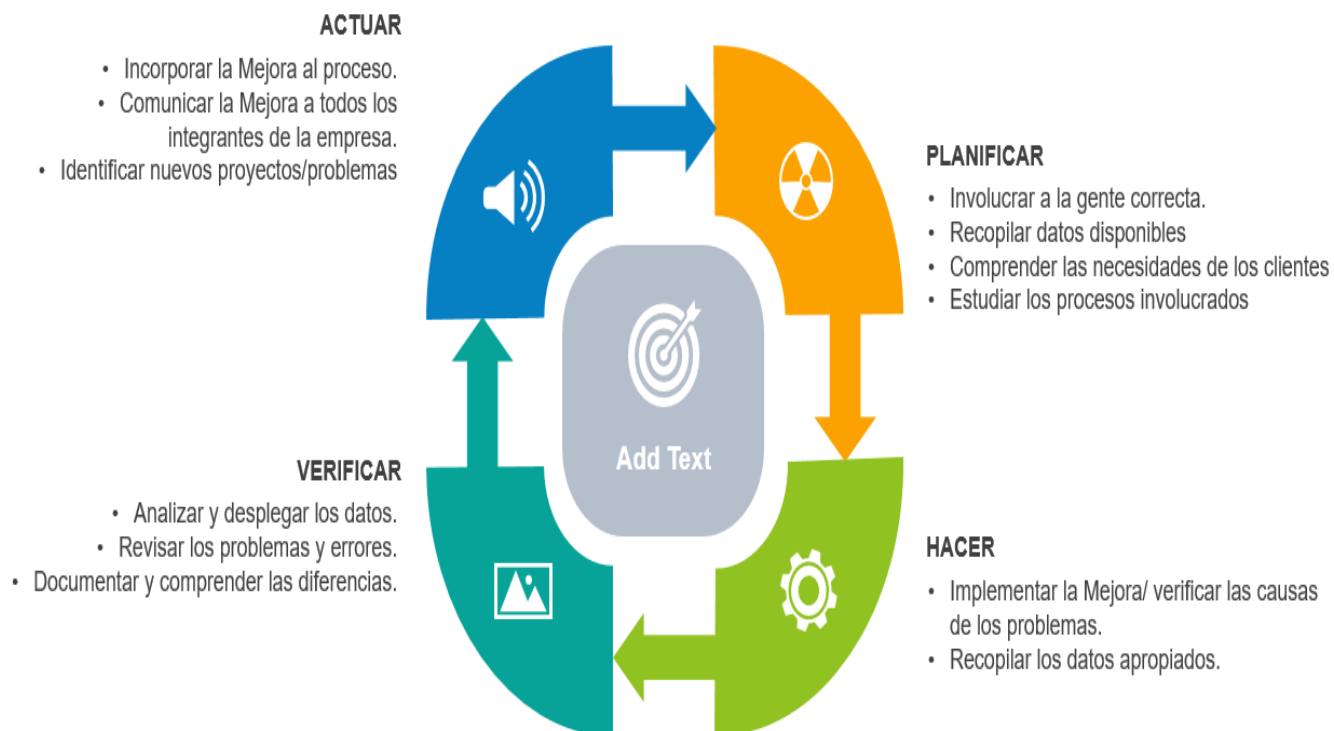 ACTUAR
• Incorporar la Mejora al proceso.
• Comunicar la Mejora a todos los
integrantes de la empresa.
• Identificar nuevos proyectos/problemas
PLANIFICAR
• Involucrar a la gente correcta.
• Recopilar datos disponibles
• Comprender las necesidades de los clientes
• Estudiar los procesos involucrados
Add Text
VERIFICAR
• Analizar y desplegar los datos.
• Revisar los problemas y errores.
• Documentar y comprender las diferencias.
HACER
• Implementar la Mejora/ verificar las causas
de los problemas.
• Recopilar los datos apropiados.